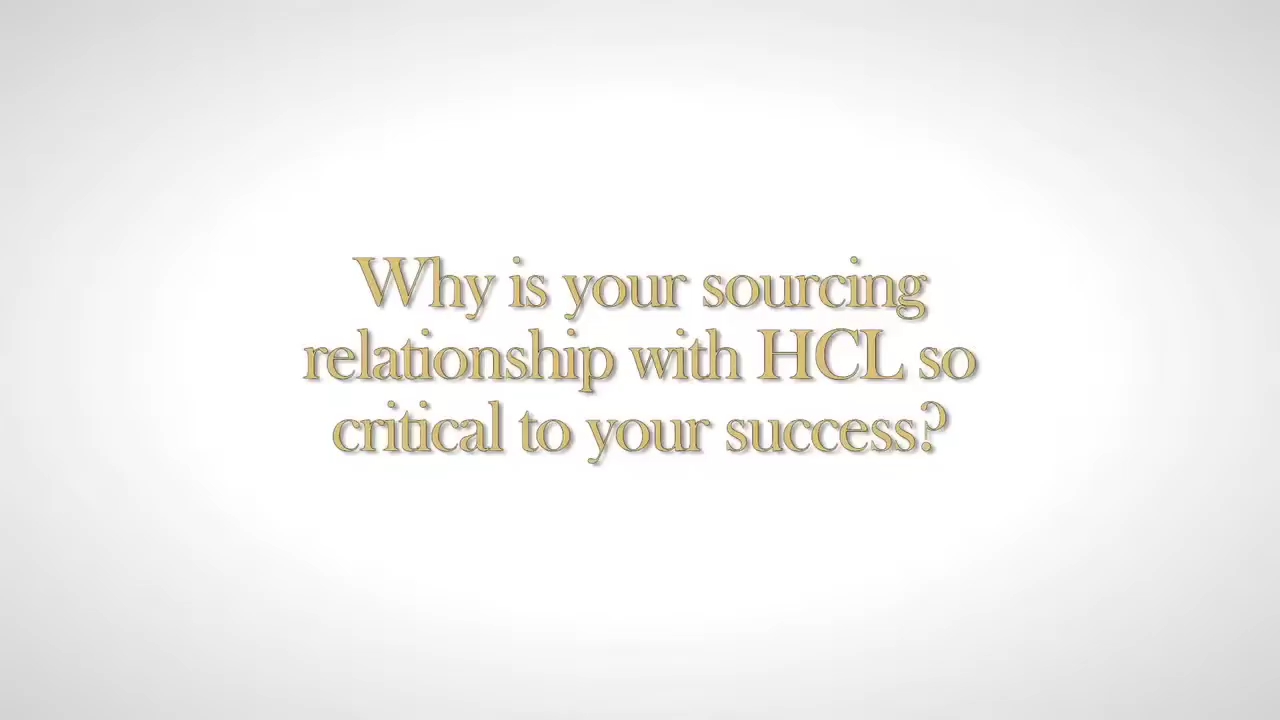 Why is your sourcing
relationship with HCL so
critical to your success?